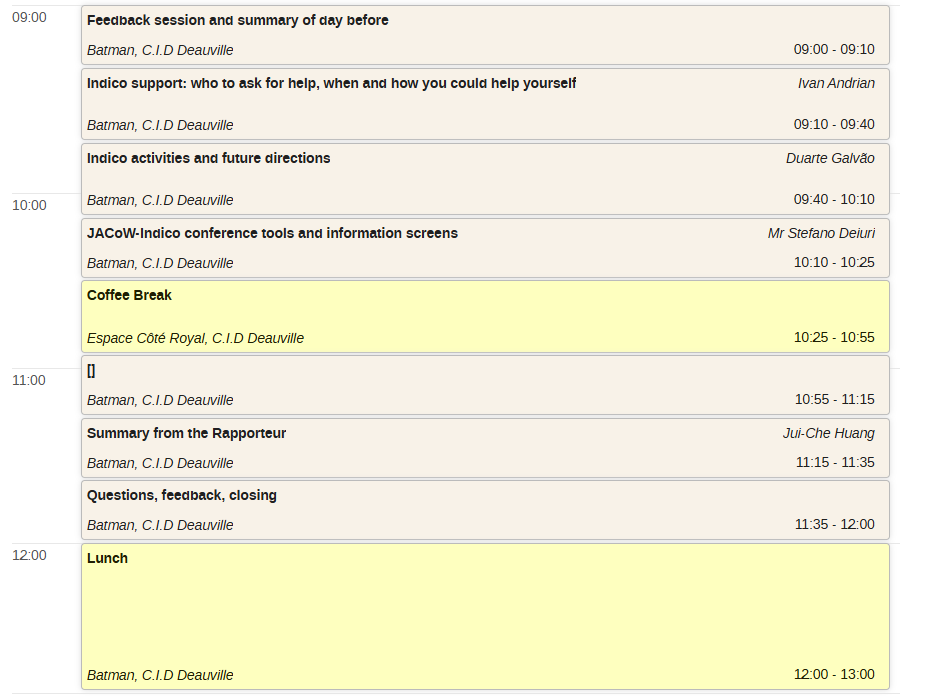 09:00
Feedback session and summary of day before
Batman, C.I.D Deauville 09:00 - 09:10
Indico support: who to ask for help, when and how you could help yourself Ivan Andrian
Batman, C.I.D Deauville 09:10 - 09:40
Indico activities and future directions Duarte Galvão
10:00
Batman, C.I.D Deauville 09:40 - 10:10
JACoW-Indico conference tools and information screens Mr Stefano Deiuri
Batman, C.I.D Deauville 10:10 - 10:25
Coffee Break
Espace Côté Royal, C.I.D Deauville 10:25 - 10:55
[]
11:00
Batman, C.I.D Deauville 10:55 - 11:15
Summary from the Rapporteur Jui-Che Huang
Batman, C.I.D Deauville 11:15 - 11:35
Questions, feedback, closing
Batman, C.I.D Deauville 11:35 - 12:00
12:00
Lunch
Batman, C.I.D Deauville 12:00 - 13:00